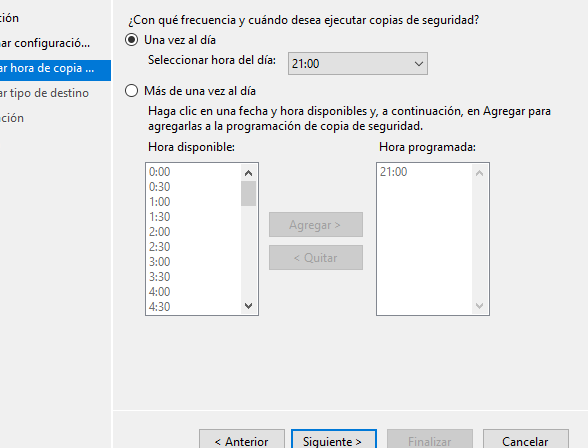 ción
ar configuració...
ar hora de copia ...
ar tipo de destino
ación
¿Con qué frecuencia y cuándo desea ejecutar copias de seguridad?
Una vez al día
Seleccionar hora del día:
21:00
Más de una vez al día
Haga clic en una fecha y hora disponibles y, a continuación, en Agregar para
agregarlas a la programación de copia de seguridad.
Hora disponible:
0:00
0:30
1:00
1:30
2:00
2:30
3:00
3:30
4:00
4:30
Agregar >
< Quitar
Hora programada:
21:00
< Anterior
Siguiente >
Finalizar
Cancelar